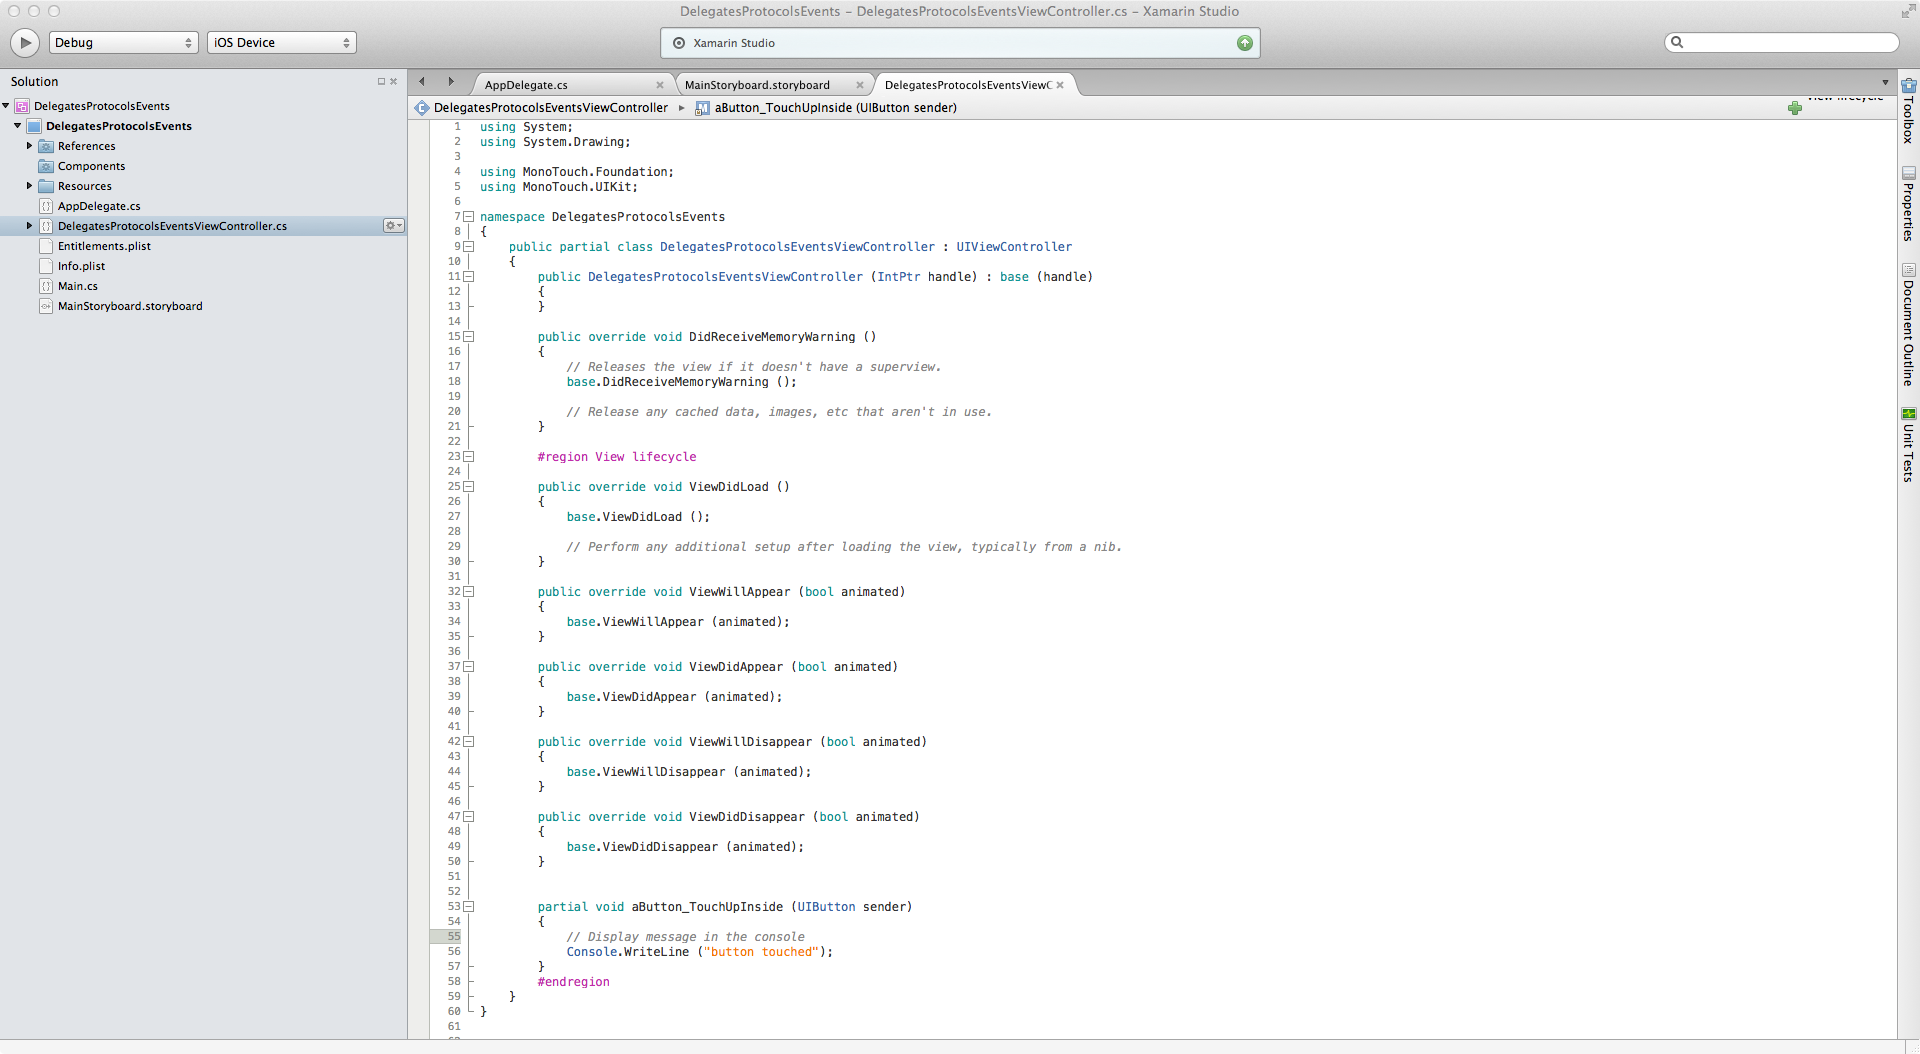 DelegatesProtocolsEvents – DelegatesProtocolsEventsViewController.cs – Xamarin Studio
Debug
iOS Device
Xamarin Studio
Solution
DelegatesProtocolsEvents
DelegatesProtocolsEvents
References
Components
Resources
AppDelegate.cs
DelegatesProtocolsEventsViewController.cs
Entitlements.plist
Info.plist
Main.cs
MainStoryboard.storyboard
AppDelegate.cs
MainStoryboard.storyboard
DelegatesProtocolsEventsViewC
DelegatesProtocolsEventsViewController
aButton_TouchUpInside (UIButton sender)
View lifecycle
1 using System;
2 using System.Drawing;
3
4 using MonoTouch.Foundation;
5 using MonoTouch.UIKit;
6
7 namespace DelegatesProtocolsEvents
8 {
9 public partial class DelegatesProtocolsEventsViewController : UIViewController
10 {
11 public DelegatesProtocolsEventsViewController (IntPtr handle) : base (handle)
12 {
13 }
14
15 public override void DidReceiveMemoryWarning ()
16 {
17 // Releases the view if it doesn't have a superview.
18 base.DidReceiveMemoryWarning ();
19
20 // Release any cached data, images, etc that aren't in use.
21 }
22
23 #region View lifecycle
24
25 public override void ViewDidLoad ()
26 {
27 base.ViewDidLoad ();
28
29 // Perform any additional setup after loading the view, typically from a nib.
30 }
31
32 public override void ViewWillAppear (bool animated)
33 {
34 base.ViewWillAppear (animated);
35 }
36
37 public override void ViewDidAppear (bool animated)
38 {
39 base.ViewDidAppear (animated);
40 }
41
42 public override void ViewWillDisappear (bool animated)
43 {
44 base.ViewWillDisappear (animated);
45 }
46
47 public override void ViewDidDisappear (bool animated)
48 {
49 base.ViewDidDisappear (animated);
50 }
51
52
53 partial void aButton_TouchUpInside (UIButton sender)
54 {
55 // Display message in the console
56 Console.WriteLine ("button touched");
57 }
58 #endregion
59 }
60 }
61
Toolbox
Properties
Document Outline
Unit Tests